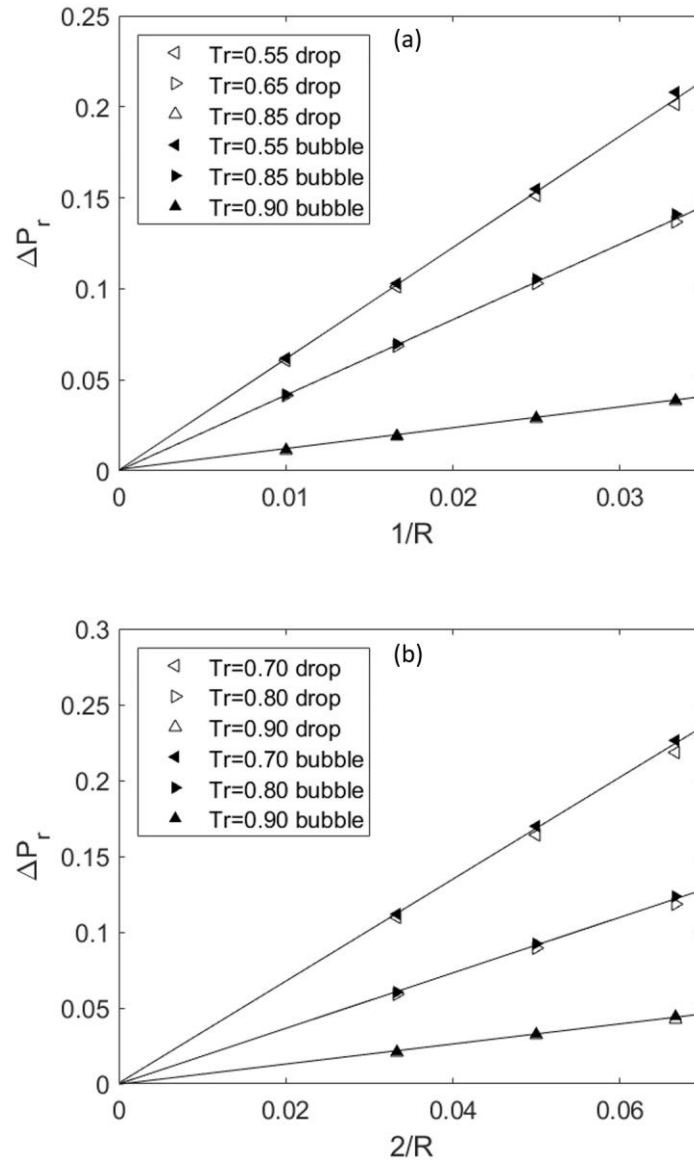 (a)
0.25
0.2
0.15
0.1
0.05
0
ΔPr
Tr=0.55 drop
Tr=0.65 drop
Tr=0.85 drop
Tr=0.55 bubble
Tr=0.85 bubble
Tr=0.90 bubble
0 0.01 0.02 0.03
1/R
(b)
0.3
0.25
0.2
0.15
0.1
0.05
0
ΔPr
Tr=0.70 drop
Tr=0.80 drop
Tr=0.90 drop
Tr=0.70 bubble
Tr=0.80 bubble
Tr=0.90 bubble
0 0.02 0.04 0.06
2/R